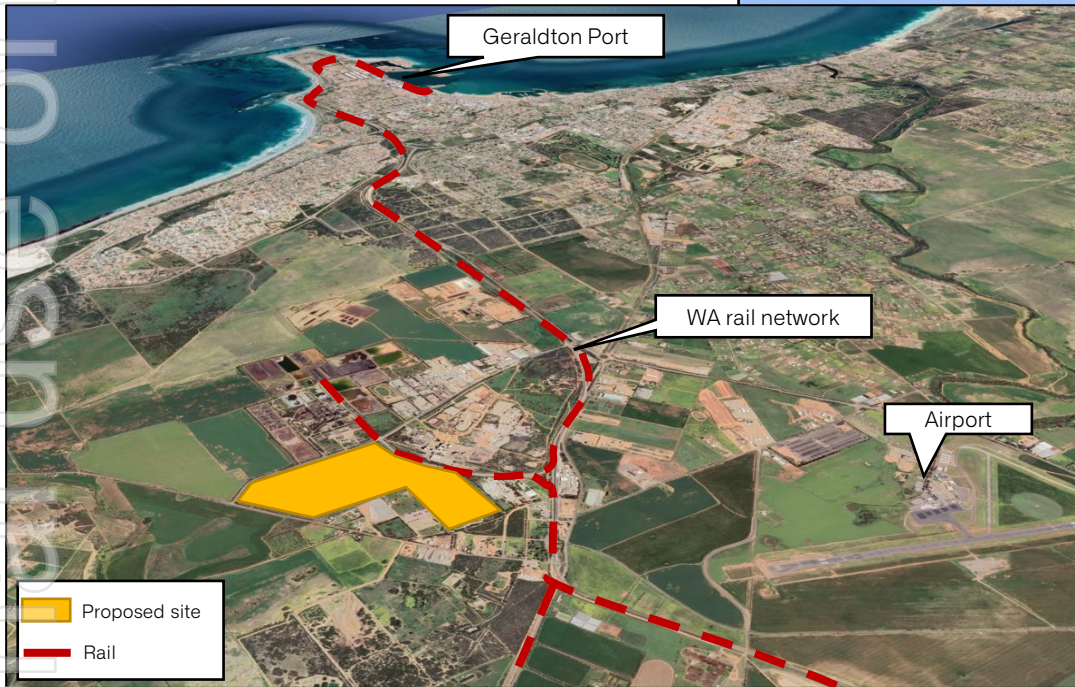 Geraldton Port
WA rail network
Airport
Proposed site
Rail